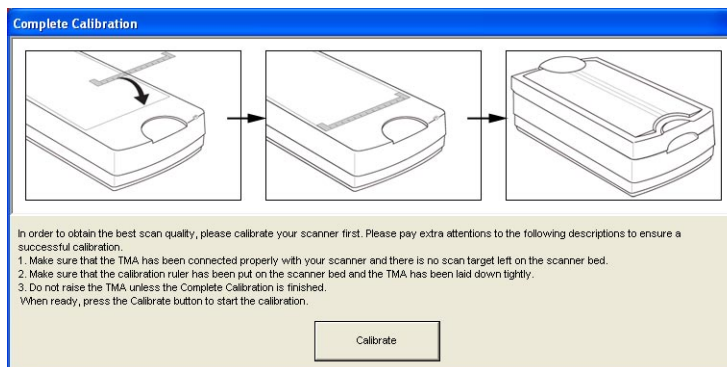 Complete Calibration
In order to obtain the best scan quality, please calibrate your scanner first. Please pay extra attentions to the following descriptions to ensure a
successful calibration.
1. Make sure that the TMA has been connected properly with your scanner and there is no scan target left on the scanner bed.
2. Make sure that the calibration ruler has been put on the scanner bed and the TMA has been laid down tightly.
3. Do not raise the TMA unless the Complete Calibration is finished.
When ready, press the Calibrate button to start the calibration.
Calibrate